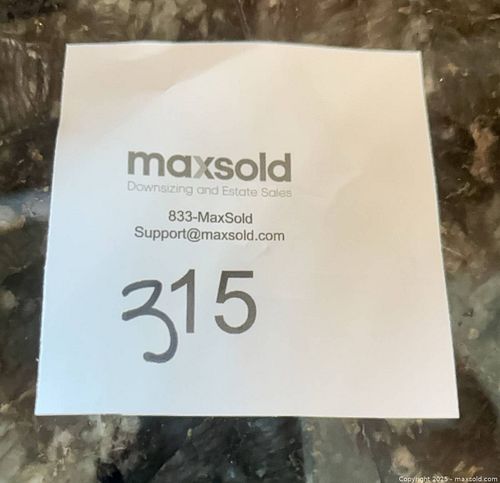 maxsold
Downsizing and Estate Sales
833-MaxSold
Support@maxsold.com
315
Copyright 2025 - maxsold.com